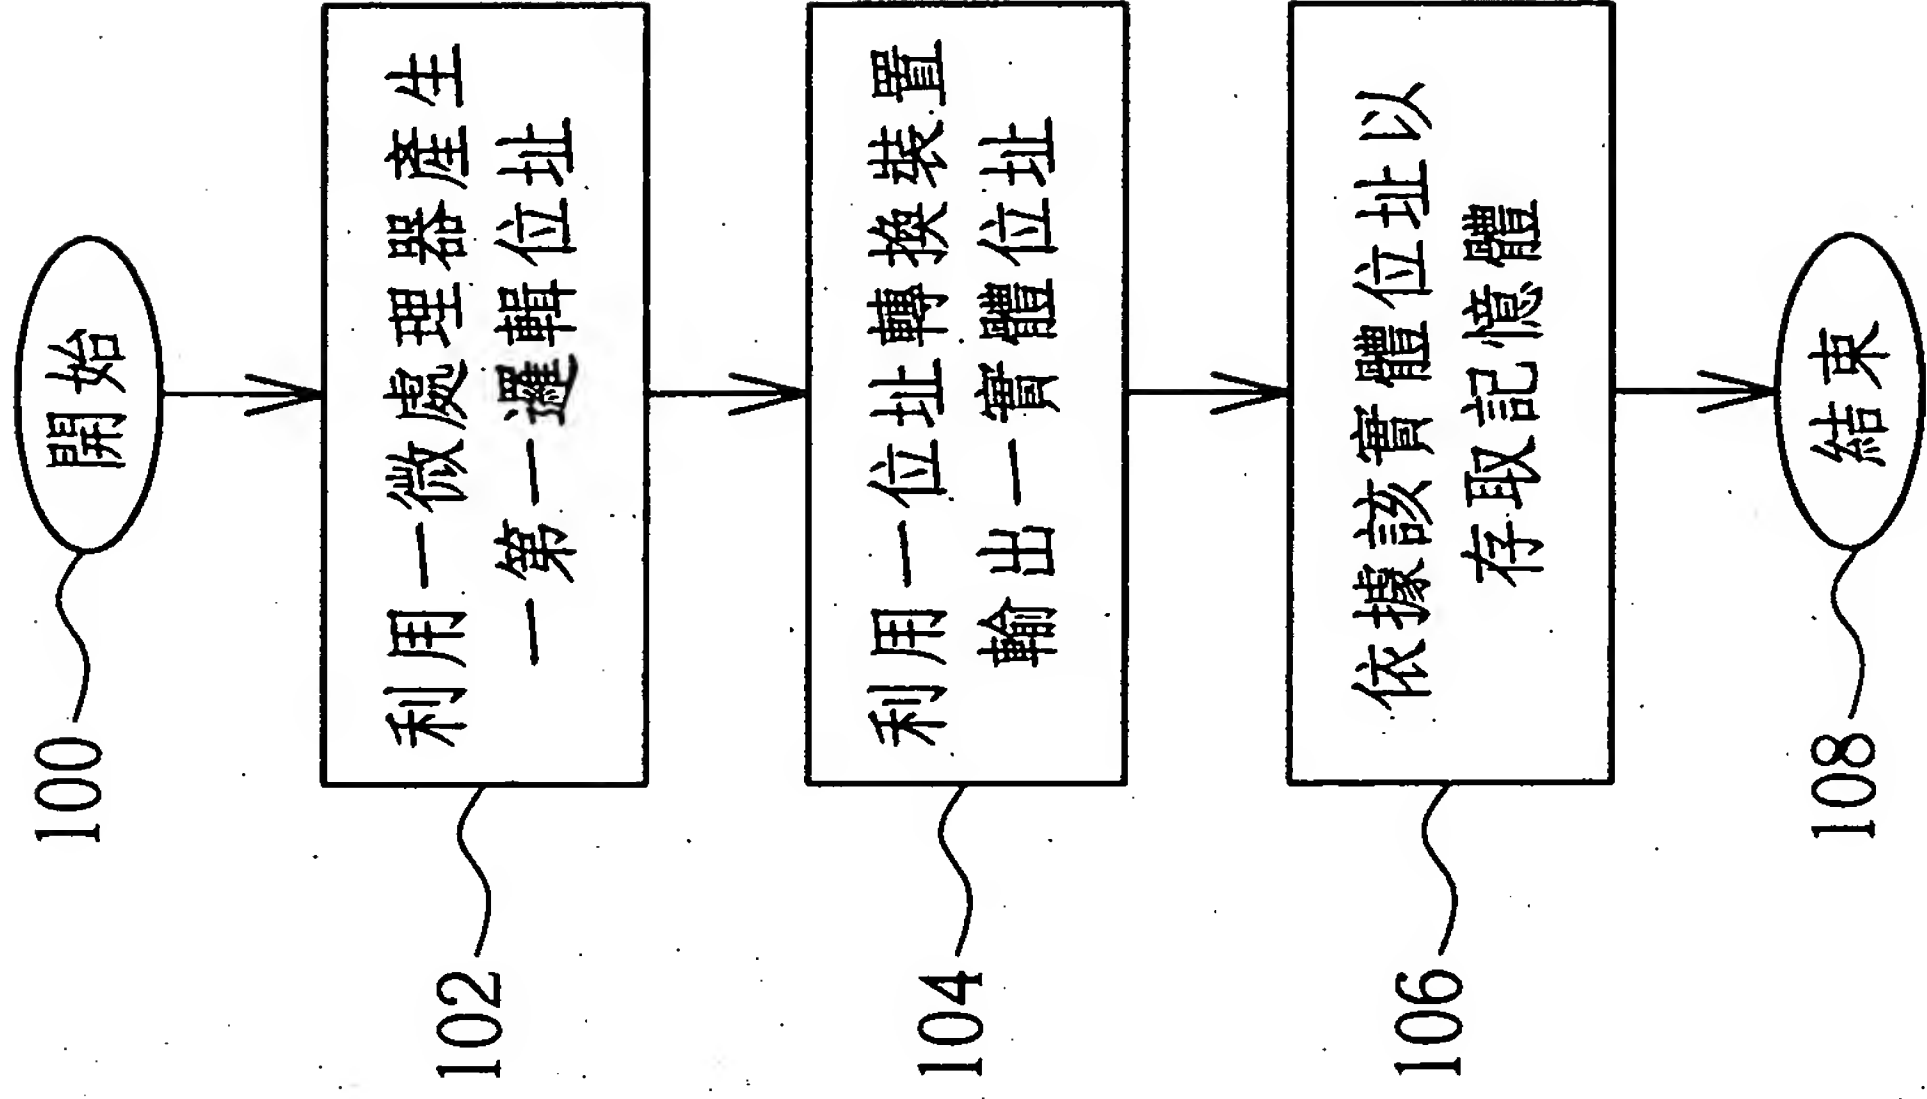 開始
100
利用一微處理器產生
一第一邏輯位址
102
利用一位址轉換裝置
輸出一實體位址
104
依據該實體位址以
存取記憶體
106
結束
108